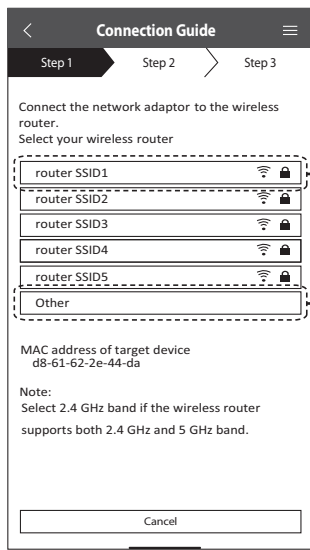 Connection Guide
Step 1 Step 2 Step 3
Connect the network adaptor to the wireless
router.
Select your wireless router
router SSID1
router SSID2
router SSID3
router SSID4
router SSID5
Other
MAC address of target device
d8-61-62-2e-44-da
Note:
Select 2.4 GHz band if the wireless router
supports both 2.4 GHz and 5 GHz band.
Cancel